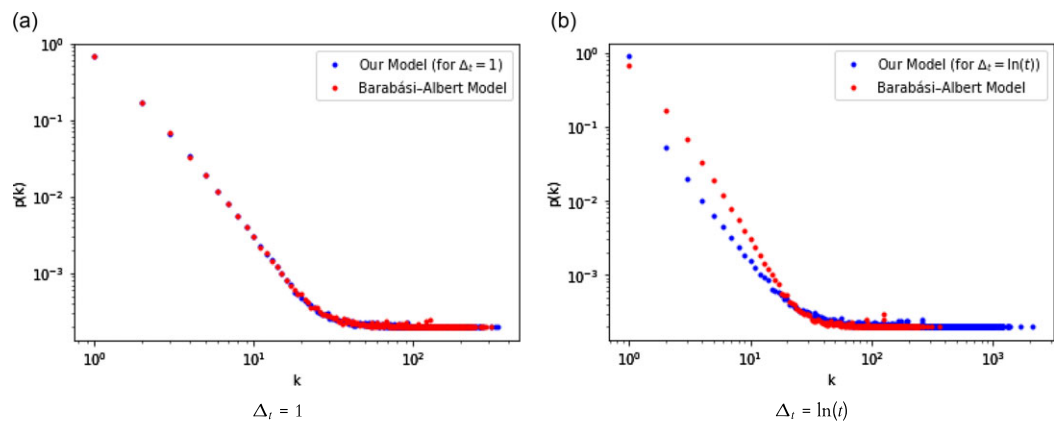 (a)
Our Model (for Δt = 1)
Barabási–Albert Model
10⁰
10⁻¹
10⁻²
10⁻³
p(k)
10⁰
10¹
10²
k
Δt = 1
(b)
Our Model (for Δt = ln(t))
Barabási–Albert Model
10⁰
10⁻¹
10⁻²
10⁻³
p(k)
10⁰
10¹
10²
10³
k
Δt = ln(t)